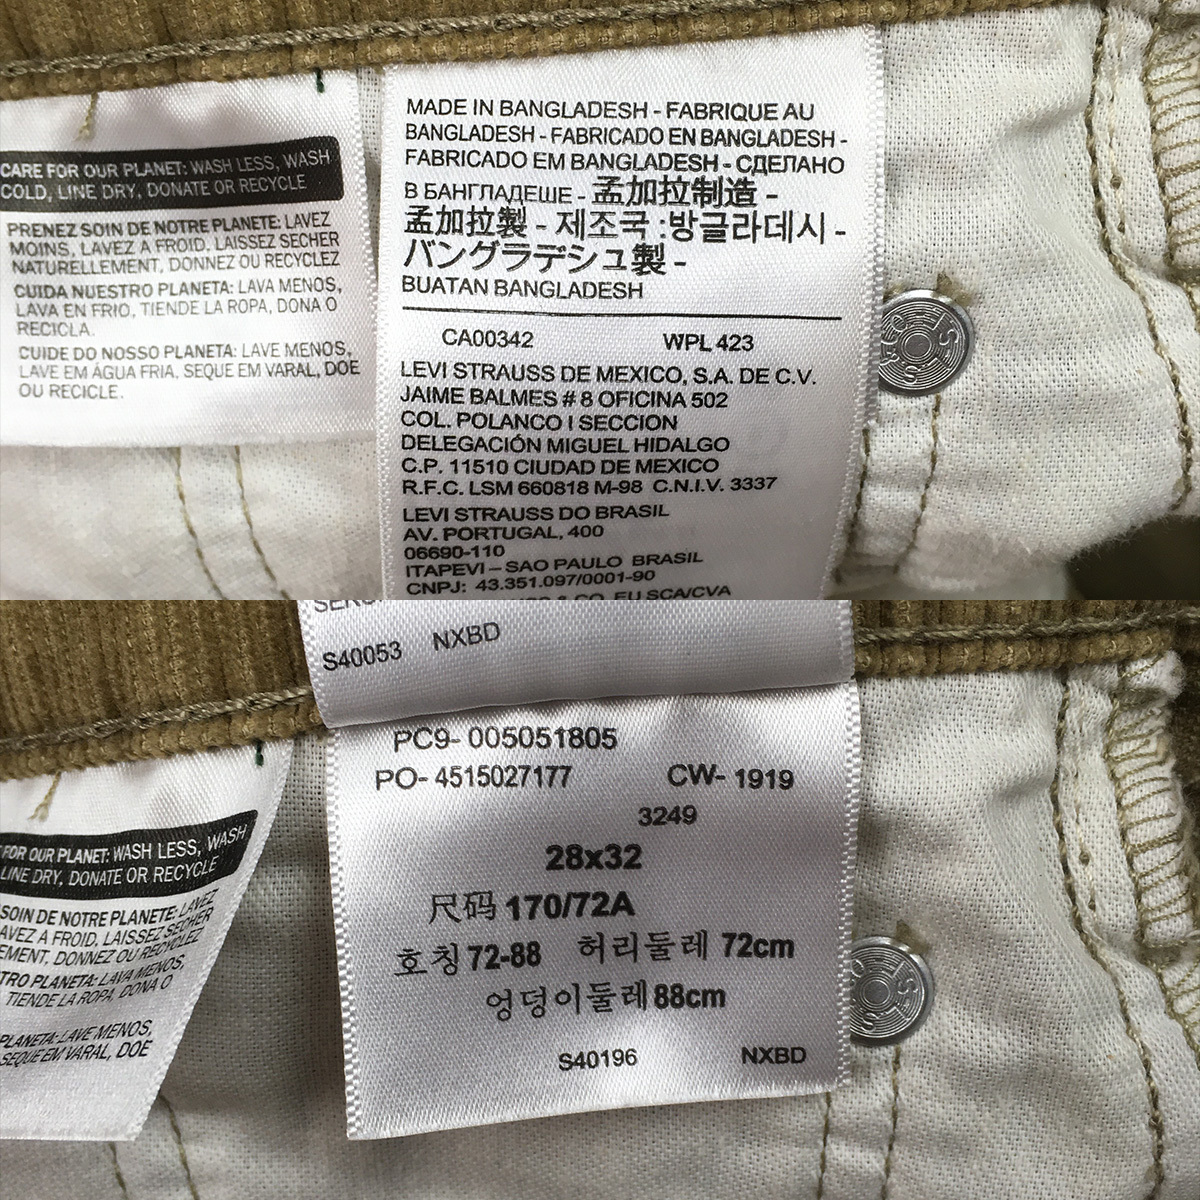 CARE FOR OUR PLANET: WASH LESS, WASH
COLD, LINE DRY, DONATE OR RECYCLE
PRENEZ SOIN DE NOTRE PLANETE: LAVEZ
MOINS, LAVEZ A FROID. LAISSEZ SECHER
NATURELLEMENT, DONNEZ OU RECYCLEZ
CUIDA NUESTRO PLANETA: LAVA MENOS,
LAVA EN FRIO, TIENDE LA ROPA, DONA O
RECICLA.
CUIDE DO NOSSO PLANETA: LAVE MENOS,
LAVE EM ÁGUA FRIA, SEQUE EM VARAL, DOE
OU RECICLE.
MADE IN BANGLADESH - FABRIQUE AU
BANGLADESH - FABRICADO EN BANGLADESH -
FABRICADO EM BANGLADESH - СДЕЛАНО
В БАНГЛАДЕШЕ - 孟加拉制造 -
孟加拉製 - 제조국 :방글라데시 -
バングラデシュ製 -
BUATAN BANGLADESH
CA00342 WPL 423
LEVI STRAUSS DE MEXICO, S.A. DE C.V.
JAIME BALMES # 8 OFICINA 502
COL. POLANCO I SECCION
DELEGACIÓN MIGUEL HIDALGO
C.P. 11510 CIUDAD DE MEXICO
R.F.C. LSM 660818 M-98 C.N.I.V. 3337
LEVI STRAUSS DO BRASIL
AV. PORTUGAL, 400
06690-110
ITAPEVI – SAO PAULO BRASIL
CNPJ: 43.351.097/0001-90
& CO. EU SCA/CVA
S40053 NXBD
PC9- 005051805
PO- 4515027177 CW- 1919
3249
28x32
尺码 170/72A
호칭 72-88 허리둘레 72cm
엉덩이둘레 88cm
S40196 NXBD
FOR OUR PLANET: WASH LESS, WASH
LINE DRY, DONATE OR RECYCLE
SOIN DE NOTRE PLANETE: LAVEZ
AVEZ A FROID. LAISSEZ SECHER
EMENT, DONNEZ OU RECYCLEZ
TRO PLANETA: LAVA MENOS,
TIENDE LA ROPA, DONA O
PLANETA: LAVE MENOS,
SEQUE EM VARAL, DOE